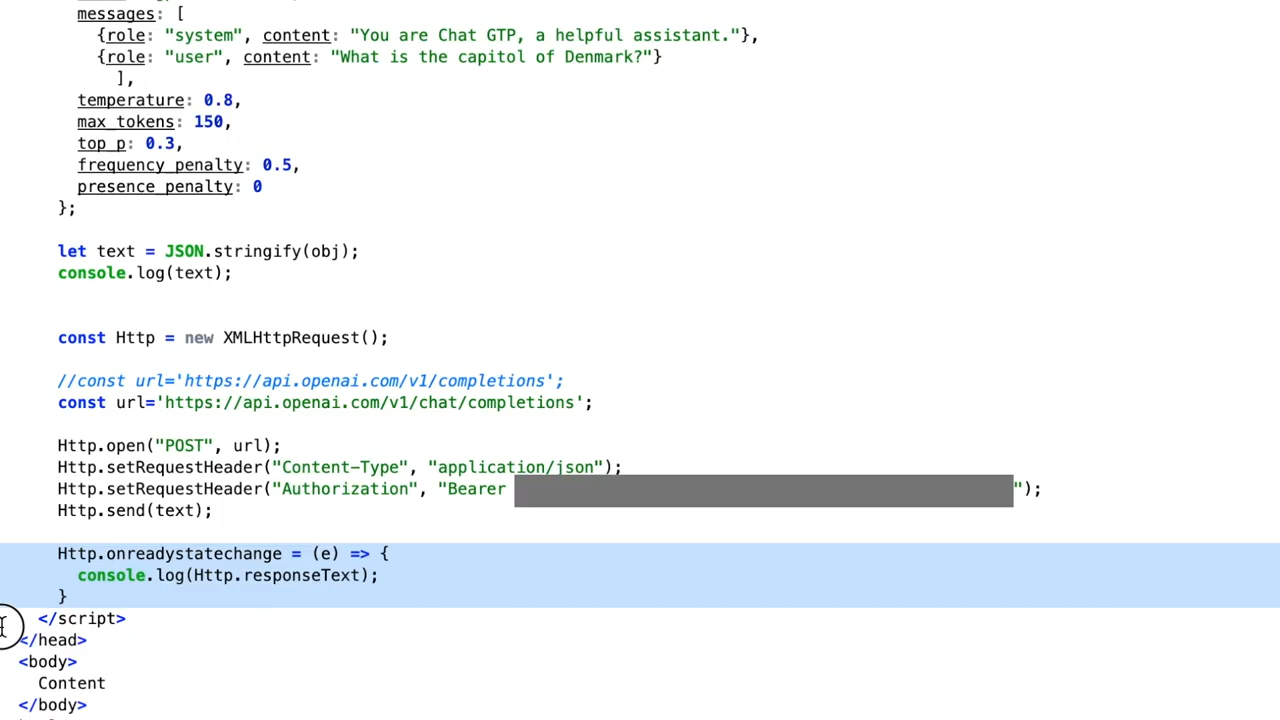 messages: [
{role: "system", content: "You are Chat GTP, a helpful assistant."},
{role: "user", content: "What is the capitol of Denmark?"}
],
temperature: 0.8,
max_tokens: 150,
top_p: 0.3,
frequency_penalty: 0.5,
presence_penalty: 0
};
let text = JSON.stringify(obj);
console.log(text);
const Http = new XMLHttpRequest();
//const url='https://api.openai.com/v1/completions';
const url='https://api.openai.com/v1/chat/completions';
Http.open("POST", url);
Http.setRequestHeader("Content-Type", "application/json");
Http.setRequestHeader("Authorization", "Bearer ");
Http.send(text);
Http.onreadystatechange = (e) => {
console.log(Http.responseText);
}
</script>
</head>
<body>
Content
</body>